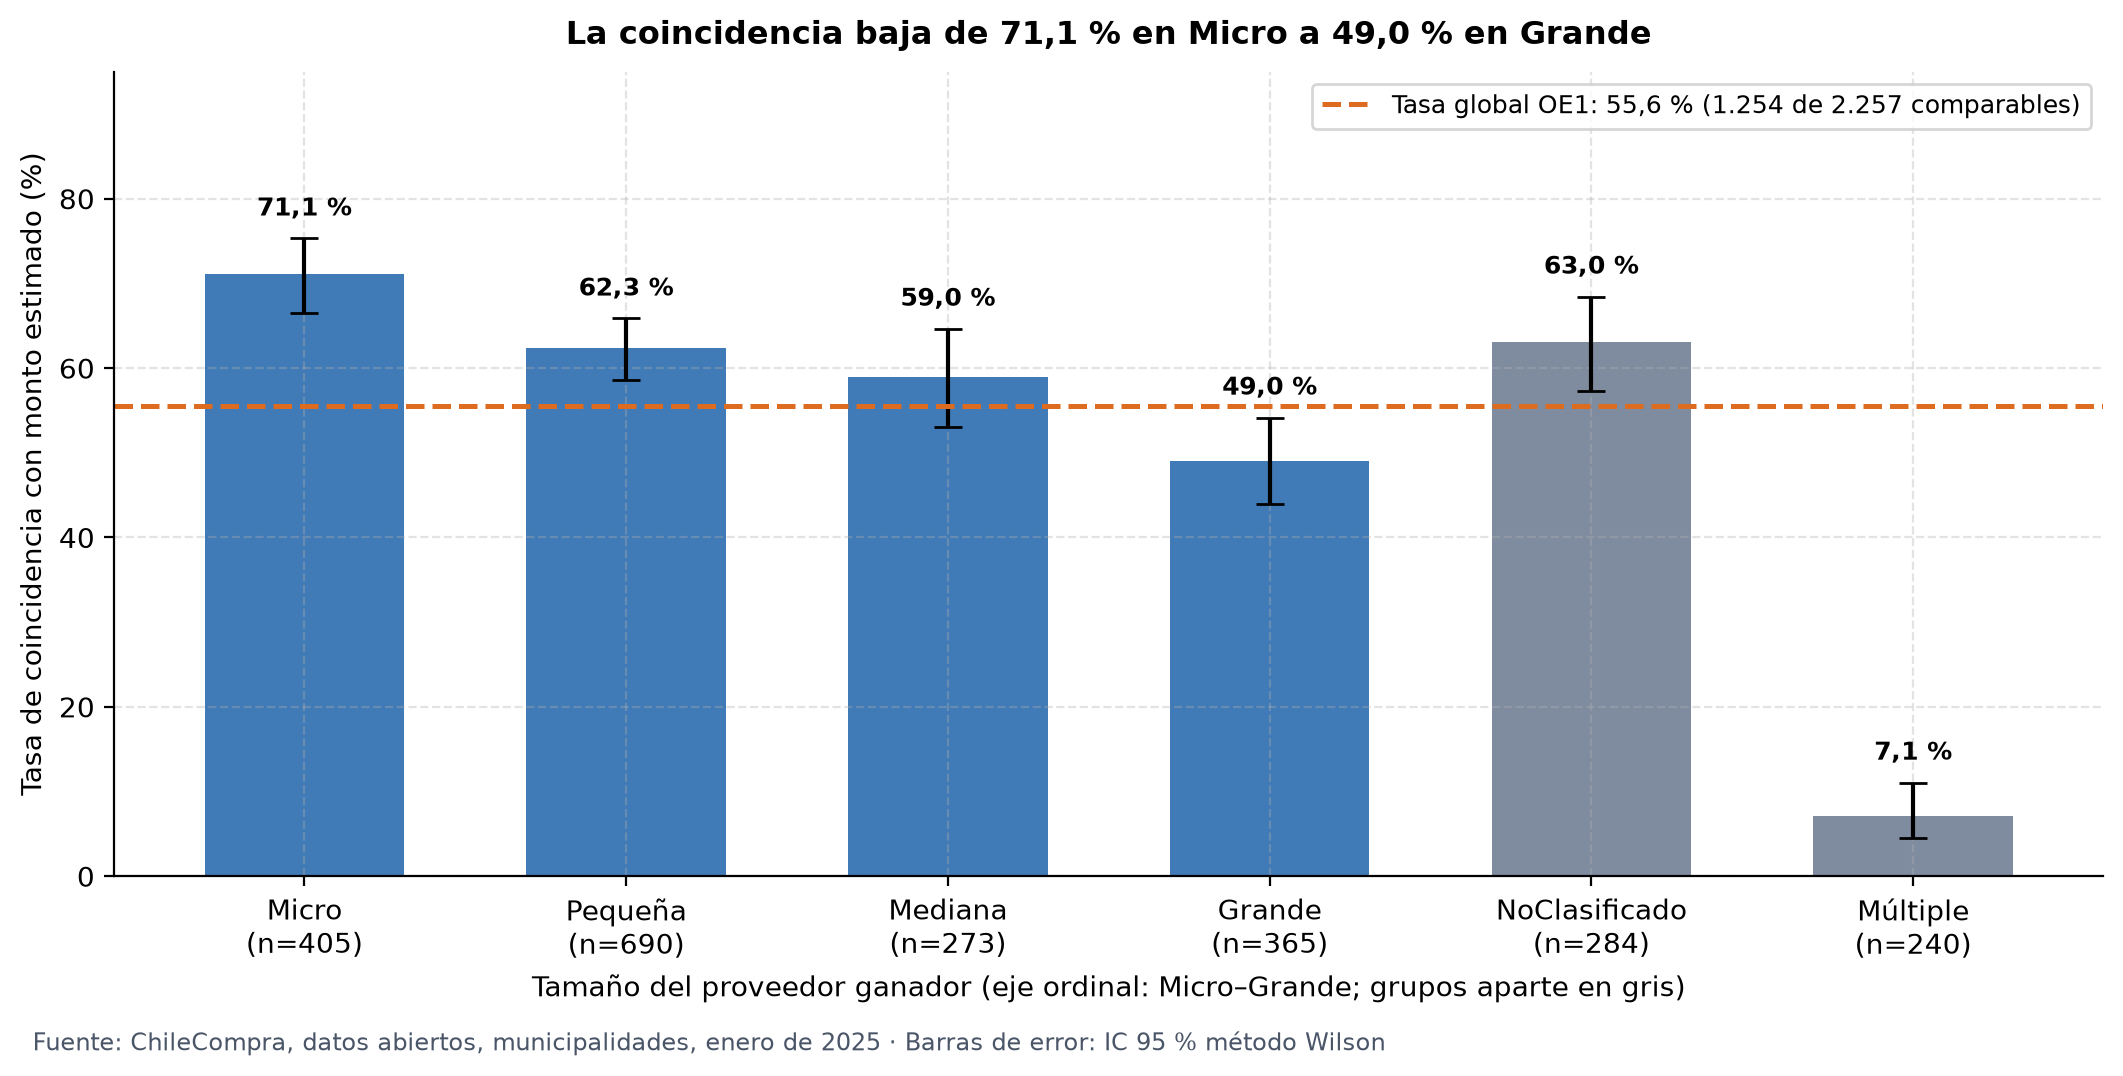 La coincidencia baja de 71,1 % en Micro a 49,0 % en Grande
Tasa global OE1: 55,6 % (1.254 de 2.257 comparables)
Tasa de coincidencia con monto estimado (%)
80
60
40
20
0
71,1 %
62,3 %
59,0 %
49,0 %
63,0 %
7,1 %
Micro
(n=405)
Pequeña
(n=690)
Mediana
(n=273)
Grande
(n=365)
NoClasificado
(n=284)
Múltiple
(n=240)
Tamaño del proveedor ganador (eje ordinal: Micro–Grande; grupos aparte en gris)
Fuente: ChileCompra, datos abiertos, municipalidades, enero de 2025 · Barras de error: IC 95 % método Wilson